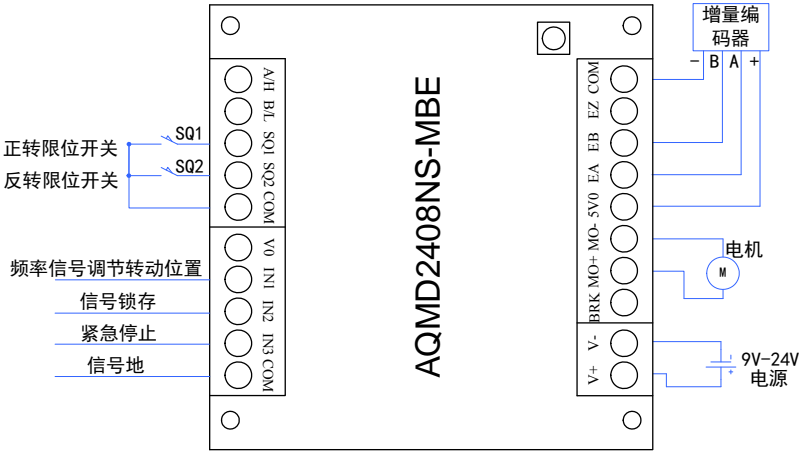 增量编
码器
- B A +
A/H
B/L
SQ1
SQ2
COM
V0
IN1
IN2
IN3
COM
正转限位开关
SQ1
反转限位开关
SQ2
频率信号调节转动位置
信号锁存
紧急停止
信号地
AQMD2408NS-MBE
COM
EZ
EB
EA
5V0
MO-
MO+
BRK
V-
V+
电机
M
-
+
9V-24V
电源